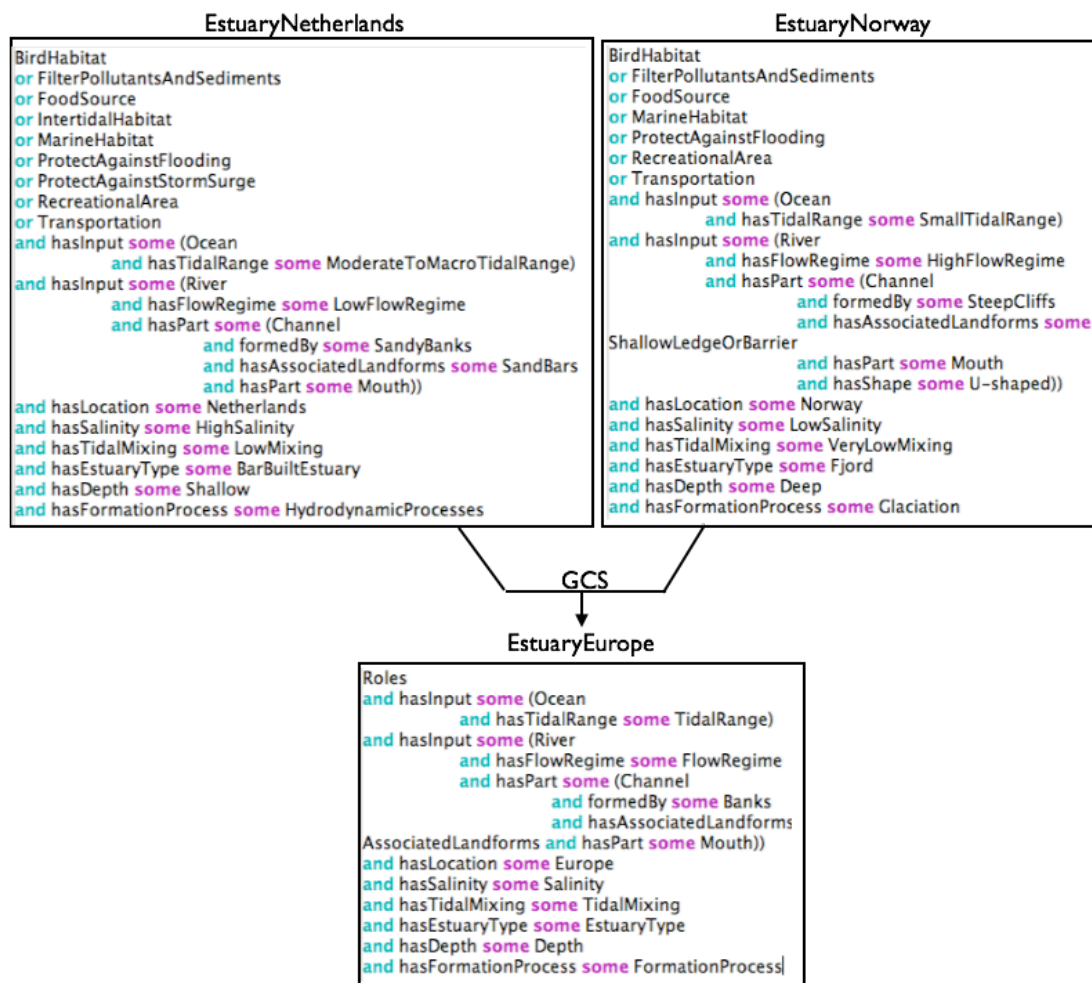 EstuaryNetherlands
BirdHabitat
or FilterPollutantsAndSediments
or FoodSource
or IntertidalHabitat
or MarineHabitat
or ProtectAgainstFlooding
or ProtectAgainstStormSurge
or RecreationalArea
or Transportation
and hasInput some (Ocean
and hasTidalRange some ModerateToMacroTidalRange)
and hasInput some (River
and hasFlowRegime some LowFlowRegime
and hasPart some (Channel
and formedBy some SandyBanks
and hasAssociatedLandforms some SandBars
and hasPart some Mouth))
and hasLocation some Netherlands
and hasSalinity some HighSalinity
and hasTidalMixing some LowMixing
and hasEstuaryType some BarBuiltEstuary
and hasDepth some Shallow
and hasFormationProcess some HydrodynamicProcesses
EstuaryNorway
BirdHabitat
or FilterPollutantsAndSediments
or FoodSource
or MarineHabitat
or ProtectAgainstFlooding
or RecreationalArea
or Transportation
and hasInput some (Ocean
and hasTidalRange some SmallTidalRange)
and hasInput some (River
and hasFlowRegime some HighFlowRegime
and hasPart some (Channel
and formedBy some SteepCliffs
and hasAssociatedLandforms some
ShallowLedgeOrBarrier
and hasPart some Mouth
and hasShape some U-shaped))
and hasLocation some Norway
and hasSalinity some LowSalinity
and hasTidalMixing some VeryLowMixing
and hasEstuaryType some Fjord
and hasDepth some Deep
and hasFormationProcess some Glaciation
GCS
EstuaryEurope
Roles
and hasInput some (Ocean
and hasTidalRange some TidalRange)
and hasInput some (River
and hasFlowRegime some FlowRegime
and hasPart some (Channel
and formedBy some Banks
and hasAssociatedLandforms
AssociatedLandforms and hasPart some Mouth))
and hasLocation some Europe
and hasSalinity some Salinity
and hasTidalMixing some TidalMixing
and hasEstuaryType some EstuaryType
and hasDepth some Depth
and hasFormationProcess some FormationProcess